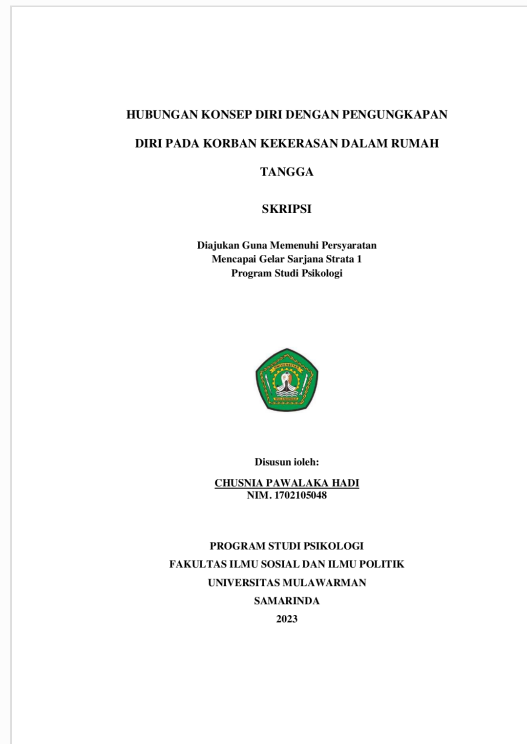 HUBUNGAN KONSEP DIRI DENGAN PENGUNGKAPAN
DIRI PADA KORBAN KEKERASAN DALAM RUMAH
TANGGA
SKRIPSI
Diajukan Guna Memenuhi Persyaratan
Mencapai Gelar Sarjana Strata 1
Program Studi Psikologi
Disusun ioleh:
CHUSNIA PAWALAKA HADI
NIM. 1702105048
PROGRAM STUDI PSIKOLOGI
FAKULTAS ILMU SOSIAL DAN ILMU POLITIK
UNIVERSITAS MULAWARMAN
SAMARINDA
2023